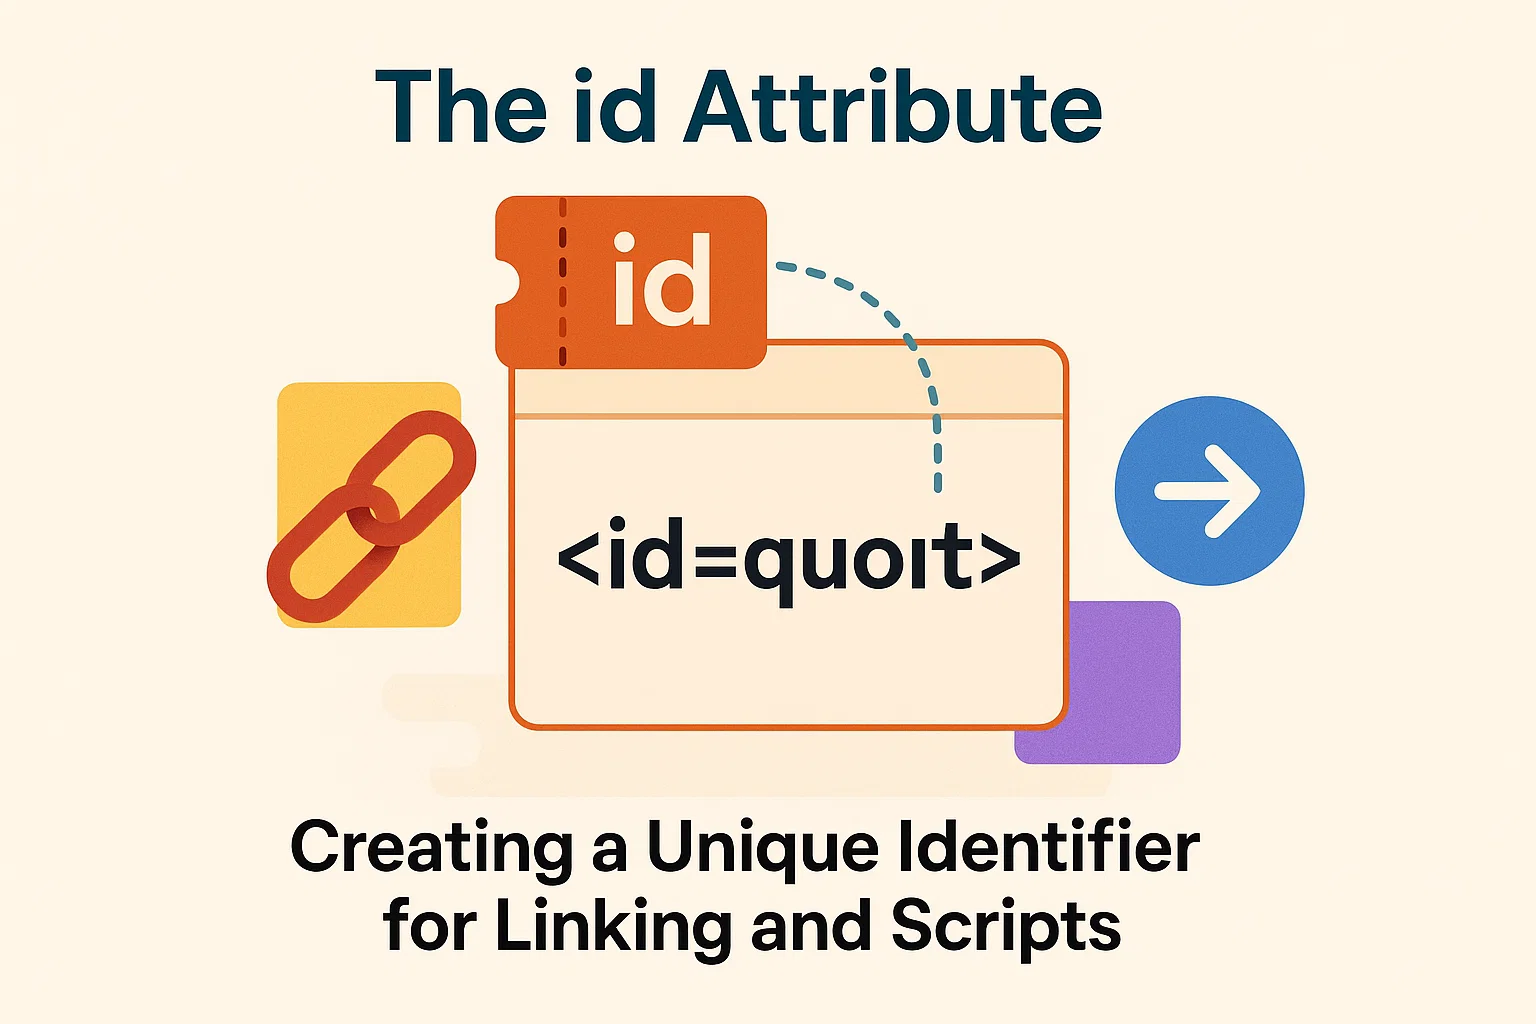 The id Attribute
id
<id=quoıt>
Creating a Unique Identifier
for Linking and Scripts